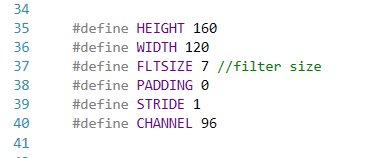 34
35 #define HEIGHT 160
36 #define WIDTH 120
37 #define FLTSIZE 7 //filter size
38 #define PADDING 0
39 #define STRIDE 1
40 #define CHANNEL 96
41